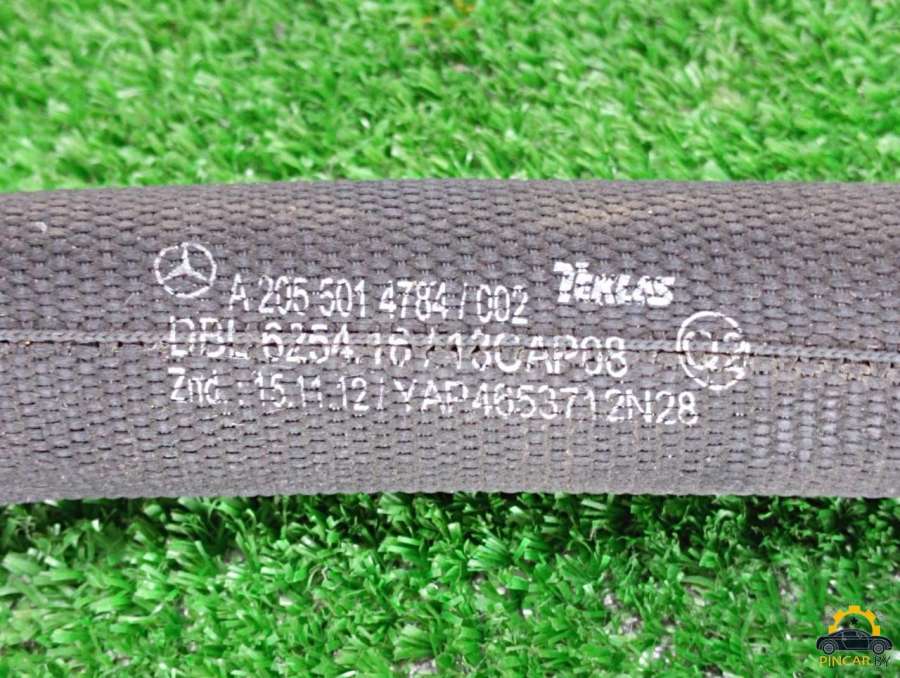 A 205 501 4784 / 002 TEKLAS
DBL 6254.16 / 13CAP08
Znd. : 15.11.12 / YAP4653712N28
PINCAR.BY